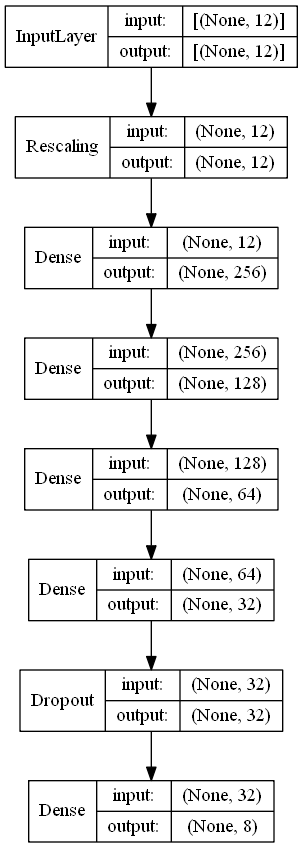 InputLayer
input: [(None, 12)]
output: [(None, 12)]
Rescaling
input: (None, 12)
output: (None, 12)
Dense
input: (None, 12)
output: (None, 256)
Dense
input: (None, 256)
output: (None, 128)
Dense
input: (None, 128)
output: (None, 64)
Dense
input: (None, 64)
output: (None, 32)
Dropout
input: (None, 32)
output: (None, 32)
Dense
input: (None, 32)
output: (None, 8)